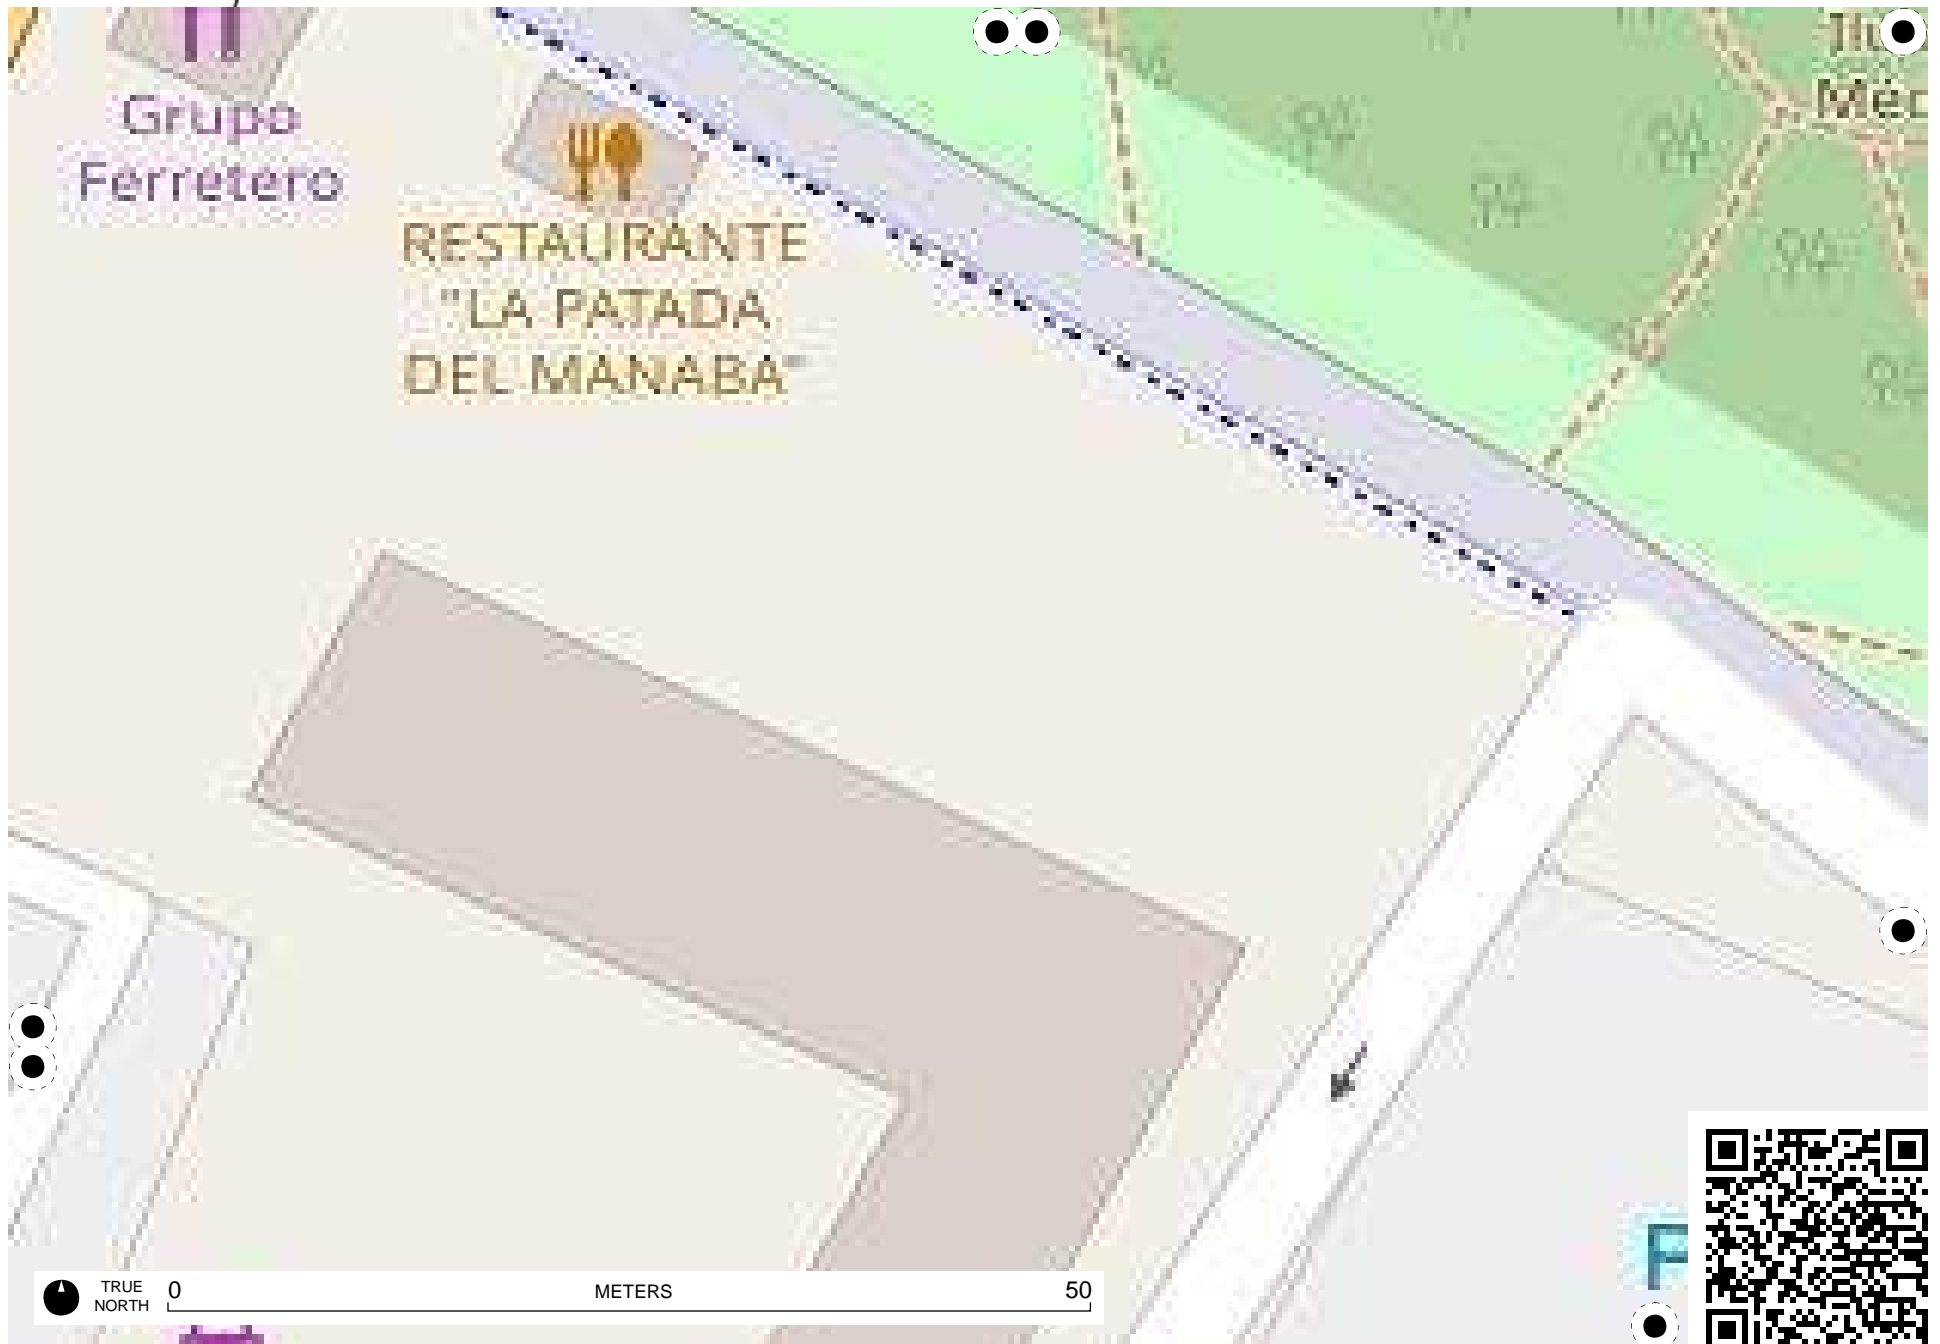 Grupo
Ferretero
RESTAURANTE
"LA PATADA
DEL MANABA"
P
TRUE
NORTH
0
METERS
50